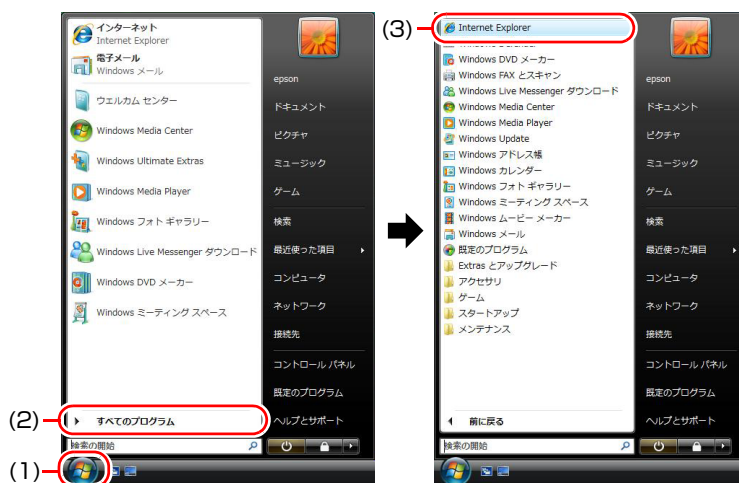 インターネット
Internet Explorer
電子メール
Windows メール
ウエルカム センター
Windows Media Center
Windows Ultimate Extras
Windows Media Player
Windows フォト ギャラリー
Windows Live Messenger ダウンロード
Windows DVD メーカー
Windows ミーティング スペース
(2)
すべてのプログラム
検索の開始
(1)
epson
ドキュメント
ピクチャ
ミュージック
ゲーム
検索
最近使った項目
コンピュータ
ネットワーク
接続先
コントロール パネル
既定のプログラム
ヘルプとサポート
(3)
Internet Explorer
Windows DVD メーカー
Windows FAX とスキャン
Windows Live Messenger ダウンロード
Windows Media Center
Windows Media Player
Windows Update
Windows アドレス帳
Windows カレンダー
Windows フォト ギャラリー
Windows ミーティング スペース
Windows ムービー メーカー
Windows メール
既定のプログラム
Extras とアップグレード
アクセサリ
ゲーム
スタートアップ
メンテナンス
前に戻る
検索の開始
epson
ドキュメント
ピクチャ
ミュージック
ゲーム
検索
最近使った項目
コンピュータ
ネットワーク
接続先
コントロール パネル
既定のプログラム
ヘルプとサポート